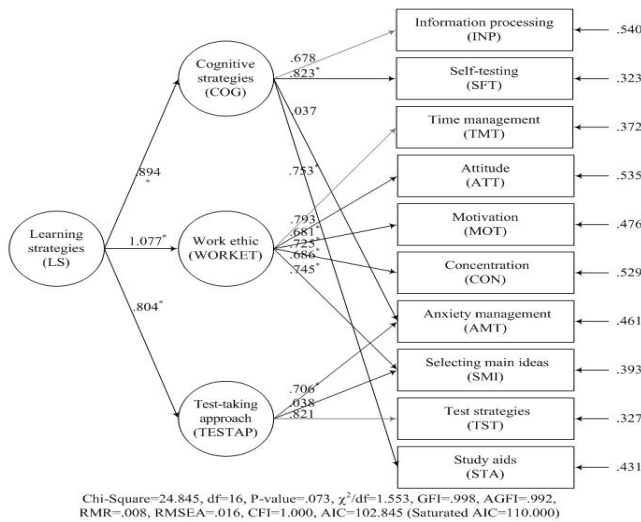 Information processing
(INP)
.540
Cognitive
strategies
(COG)
.678
.823*
Self-testing
(SFT)
.323
.037
Time management
(TMT)
.372
.753*
Attitude
(ATT)
.535
.894
*
Learning
strategies
(LS)
1.077*
Work ethic
(WORKET)
.793
.681*
.725*
.686*
.745*
Motivation
(MOT)
.476
Concentration
(CON)
.529
.804*
Anxiety management
(AMT)
.461
Selecting main ideas
(SMI)
.393
Test-taking
approach
(TESTAP)
.706*
.038
.821
Test strategies
(TST)
.327
Study aids
(STA)
.431
Chi-Square=24.845, df=16, P-value=.073, χ²/df=1.553, GFI=.998, AGFI=.992,
RMR=.008, RMSEA=.016, CFI=1.000, AIC=102.845 (Saturated AIC=110.000)